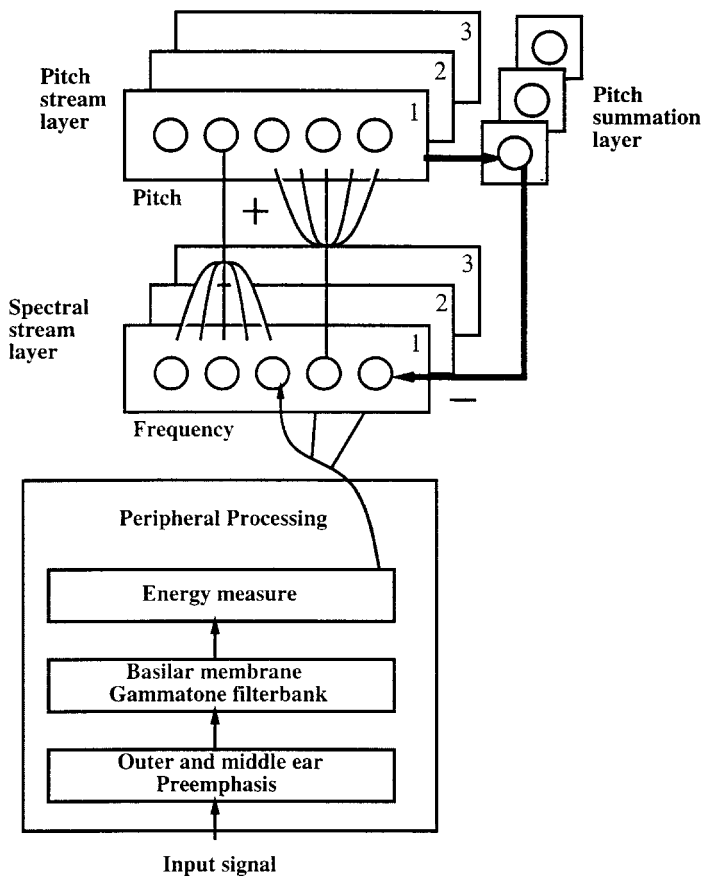 3
2
1
Pitch
stream
layer
Pitch
summation
layer
Pitch
+
3
2
1
Spectral
stream
layer
−
Frequency
Peripheral Processing
Energy measure
Basilar membrane
Gammatone filterbank
Outer and middle ear
Preemphasis
Input signal